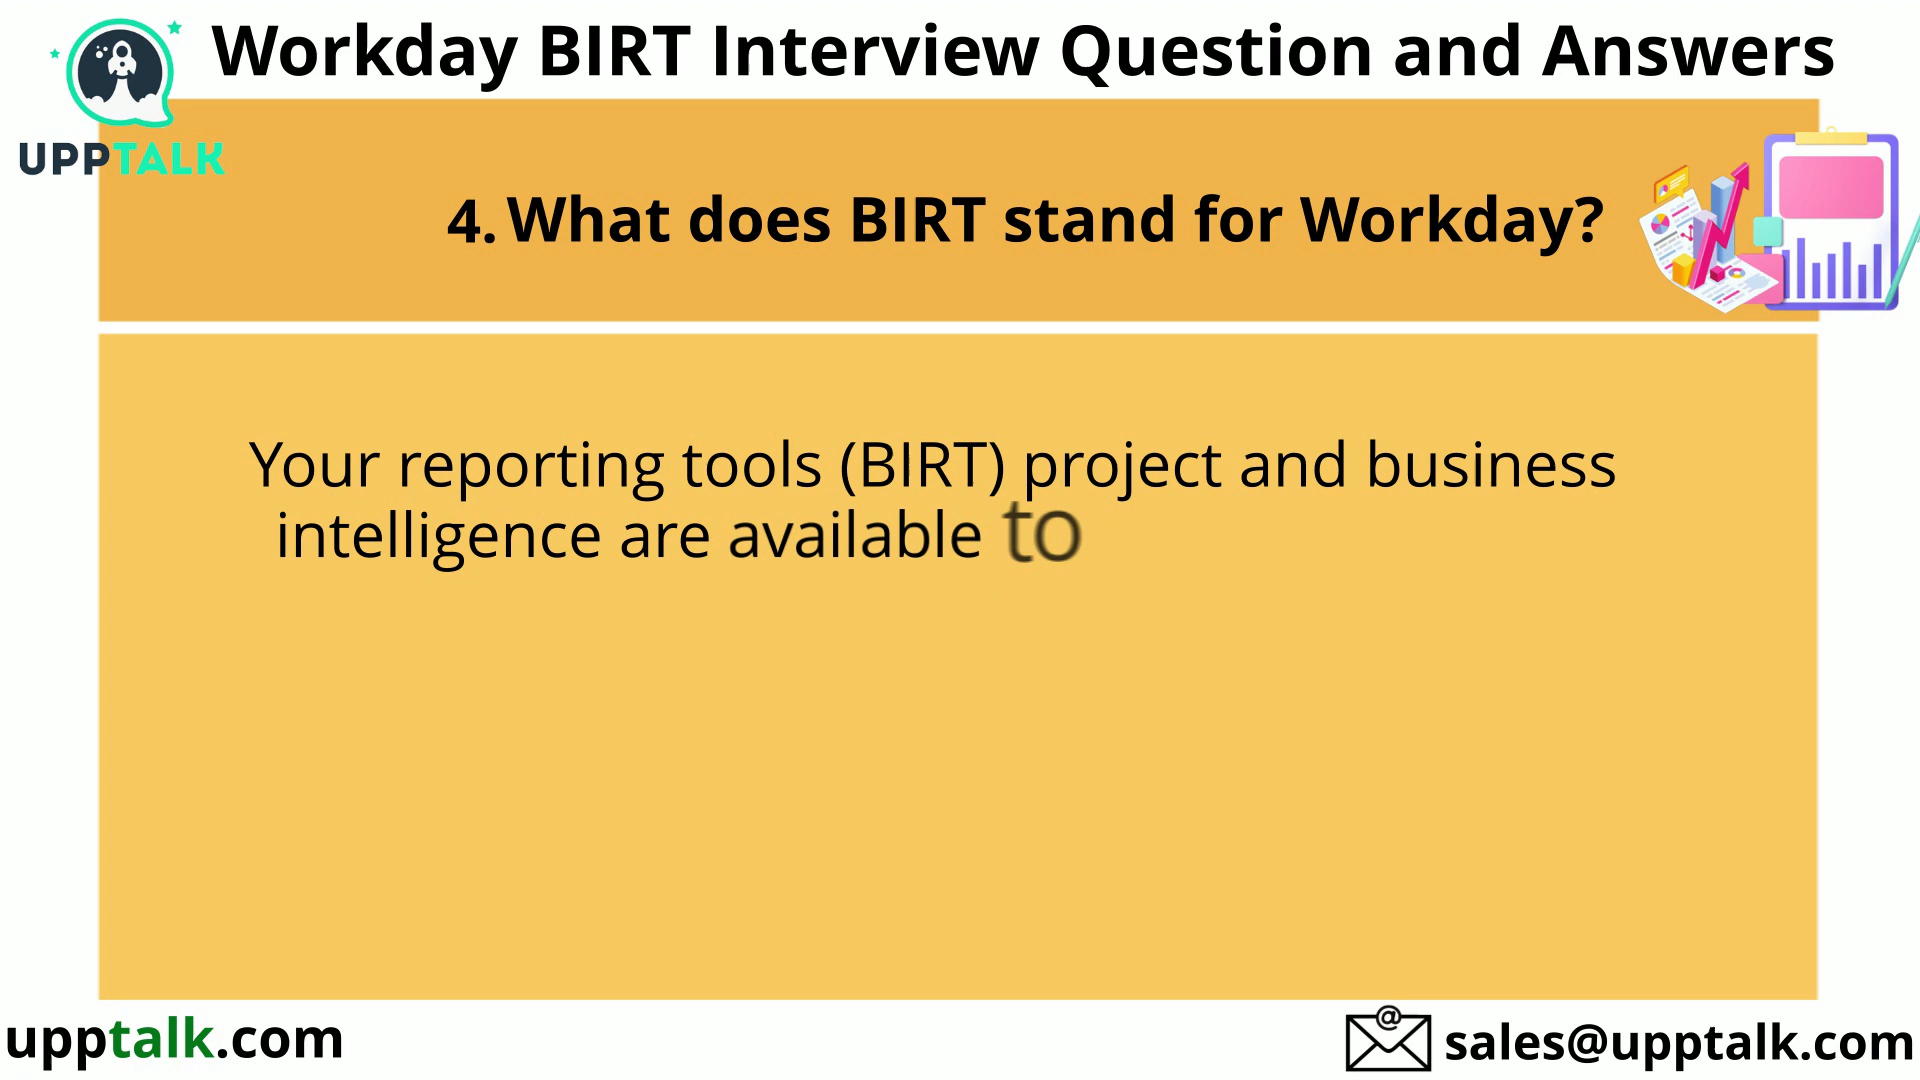 Workday BIRT Interview Question and Answers
UPPTALK
4. What does BIRT stand for Workday?
Your reporting tools (BIRT) project and business
intelligence are available to
upptalk.com
@
sales@upptalk.com